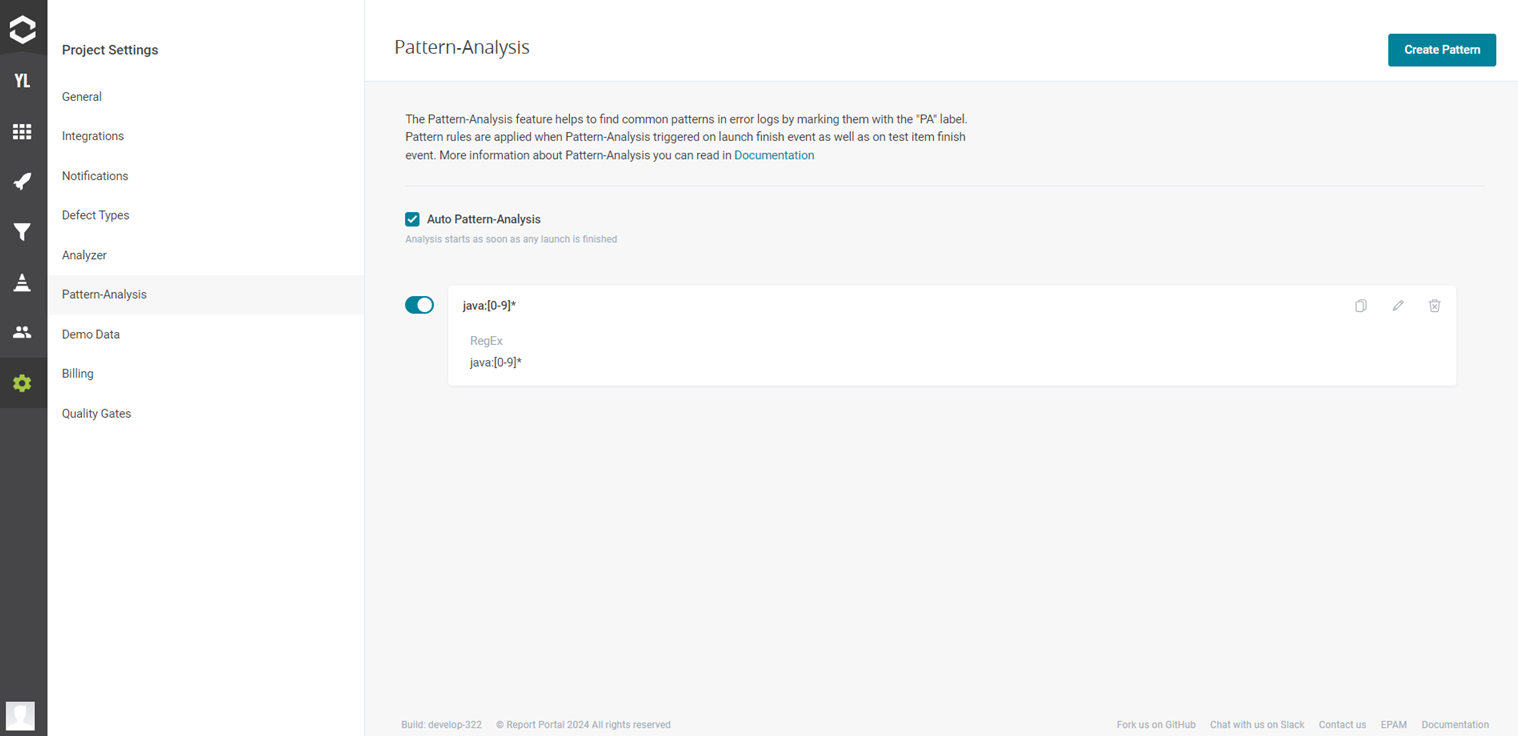 YL
Project Settings
General
Integrations
Notifications
Defect Types
Analyzer
Pattern-Analysis
Demo Data
Billing
Quality Gates
Pattern-Analysis
Create Pattern
The Pattern-Analysis feature helps to find common patterns in error logs by marking them with the "PA" label.
Pattern rules are applied when Pattern-Analysis triggered on launch finish event as well as on test item finish
event. More information about Pattern-Analysis you can read in Documentation
Auto Pattern-Analysis
Analysis starts as soon as any launch is finished
java:[0-9]*
RegEx
java:[0-9]*
Build: develop-322 © Report Portal 2024 All rights reserved
Fork us on GitHub Chat with us on Slack Contact us EPAM Documentation